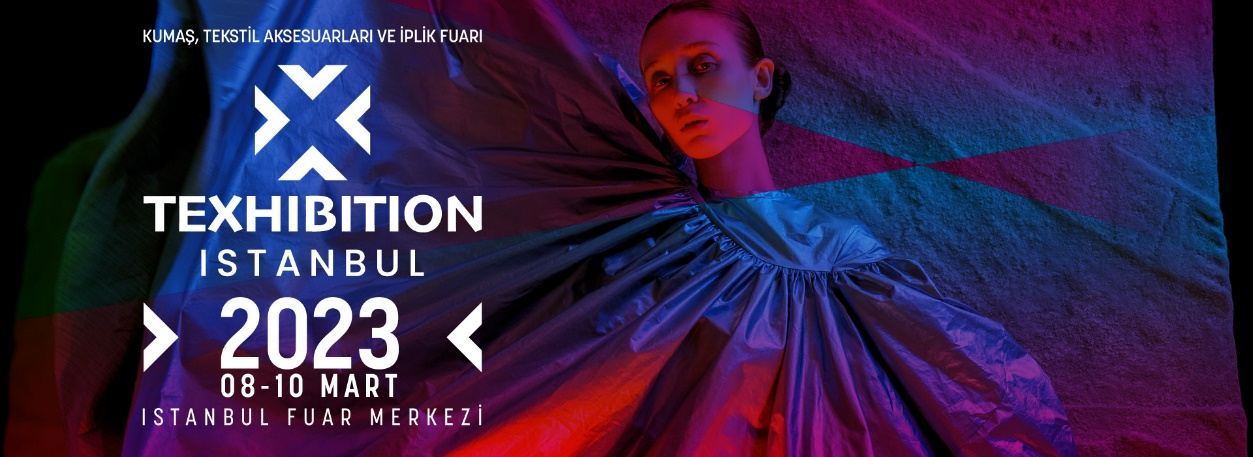 KUMAŞ, TEKSTİL AKSESUARLARI VE İPLİK FUARI
TEXHIBITION
ISTANBUL
2023
08-10 MART
ISTANBUL FUAR MERKEZİ